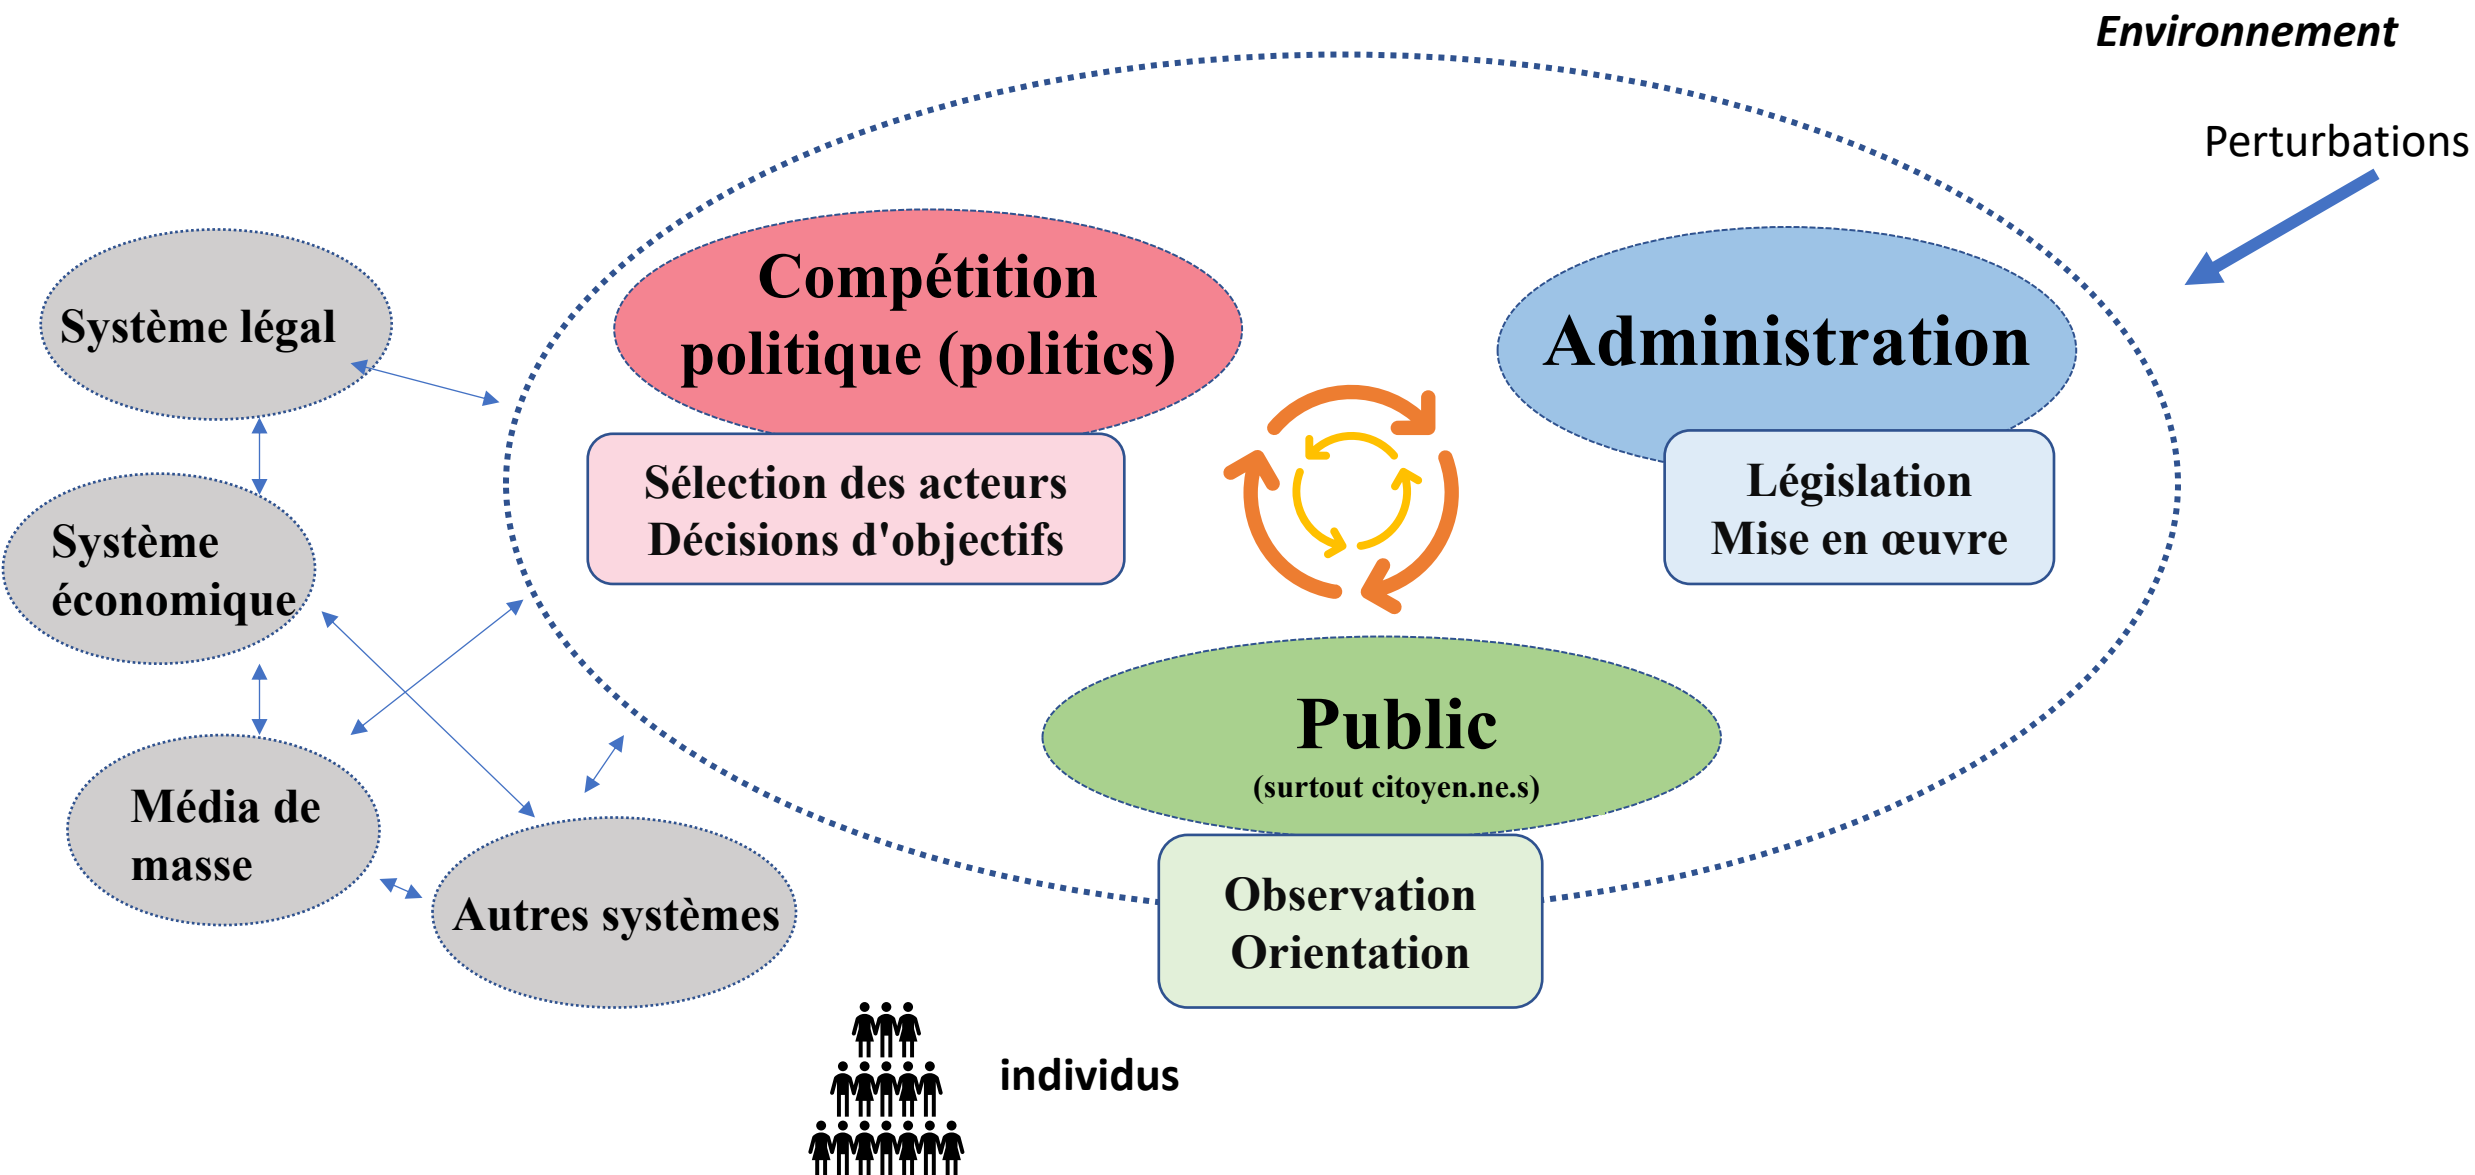 Environnement
Perturbations
Compétition
politique (politics)
Sélection des acteurs
Décisions d'objectifs
Administration
Législation
Mise en œuvre
Système légal
Système
économique
Média de
masse
Autres systèmes
Public
(surtout citoyen.ne.s)
Observation
Orientation
individus